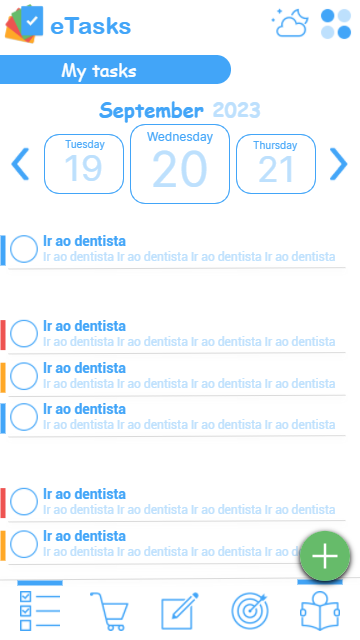 eTasks
My tasks
September 2023
Tuesday
19
Wednesday
20
Thursday
21
Ir ao dentista
Ir ao dentista Ir ao dentista Ir ao dentista Ir ao dentista
Ir ao dentista
Ir ao dentista Ir ao dentista Ir ao dentista Ir ao dentista
Ir ao dentista
Ir ao dentista Ir ao dentista Ir ao dentista Ir ao dentista
Ir ao dentista
Ir ao dentista Ir ao dentista Ir ao dentista Ir ao dentista
Ir ao dentista
Ir ao dentista Ir ao dentista Ir ao dentista Ir ao dentista
Ir ao dentista
Ir ao dentista Ir ao dentista Ir ao dentista Ir ao